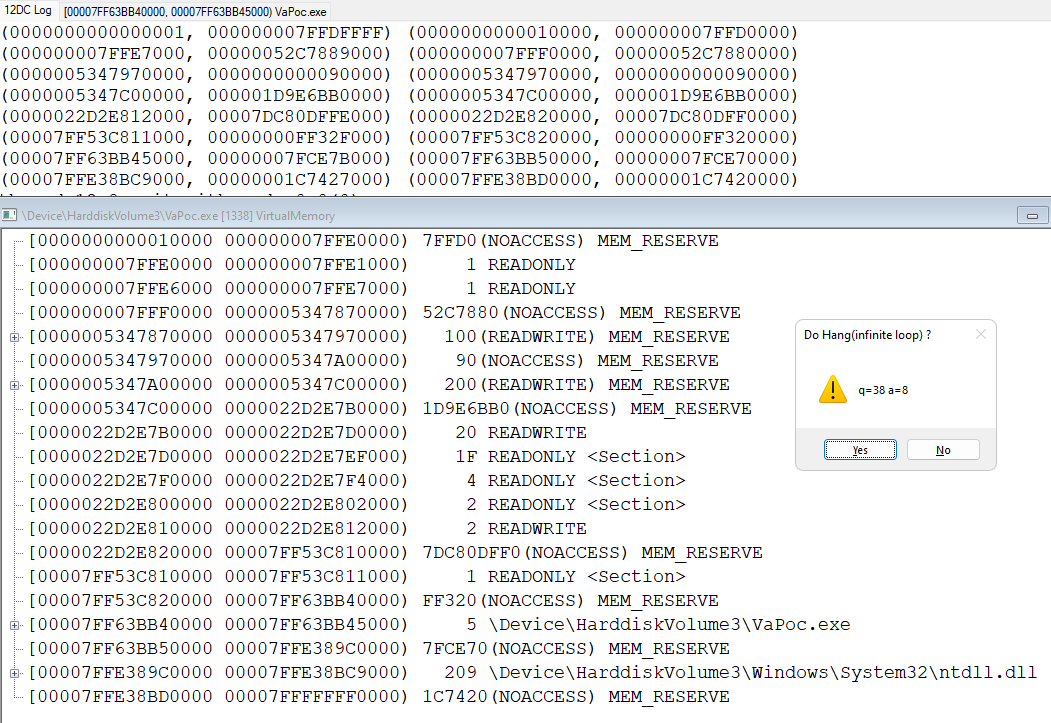 12DC Log [00007FF63BB40000, 00007FF63BB45000) VaPoc.exe
(0000000000000001, 000000007FFDFFFF) (0000000000010000, 000000007FFD0000)
(000000007FFE7000, 00000052C7889000) (000000007FFF0000, 00000052C7880000)
(0000005347970000, 0000000000090000) (0000005347970000, 0000000000090000)
(0000005347C00000, 000001D9E6BB0000) (0000005347C00000, 000001D9E6BB0000)
(0000022D2E812000, 00007DC80DFFE000) (0000022D2E820000, 00007DC80DFF0000)
(00007FF53C811000, 00000000FF32F000) (00007FF53C820000, 00000000FF320000)
(00007FF63BB45000, 00000007FCE7B000) (00007FF63BB50000, 00000007FCE70000)
(00007FFE38BC9000, 00000001C7427000) (00007FFE38BD0000, 00000001C7420000)
\Device\HarddiskVolume3\VaPoc.exe [1338] VirtualMemory
[0000000000010000 000000007FFE0000) 7FFD0(NOACCESS) MEM_RESERVE
[000000007FFE0000 000000007FFE1000) 1 READONLY
[000000007FFE6000 000000007FFE7000) 1 READONLY
[000000007FFF0000 0000005347870000) 52C7880(NOACCESS) MEM_RESERVE
[0000005347870000 0000005347970000) 100(READWRITE) MEM_RESERVE
[0000005347970000 0000005347A00000) 90(NOACCESS) MEM_RESERVE
[0000005347A00000 0000005347C00000) 200(READWRITE) MEM_RESERVE
[0000005347C00000 0000022D2E7B0000) 1D9E6BB0(NOACCESS) MEM_RESERVE
[0000022D2E7B0000 0000022D2E7D0000) 20 READWRITE
[0000022D2E7D0000 0000022D2E7EF000) 1F READONLY <Section>
[0000022D2E7F0000 0000022D2E7F4000) 4 READONLY <Section>
[0000022D2E800000 0000022D2E802000) 2 READONLY <Section>
[0000022D2E810000 0000022D2E812000) 2 READWRITE
[0000022D2E820000 00007FF53C810000) 7DC80DFF0(NOACCESS) MEM_RESERVE
[00007FF53C810000 00007FF53C811000) 1 READONLY <Section>
[00007FF53C820000 00007FF63BB40000) FF320(NOACCESS) MEM_RESERVE
[00007FF63BB40000 00007FF63BB45000) 5 \Device\HarddiskVolume3\VaPoc.exe
[00007FF63BB50000 00007FFE389C0000) 7FCE70(NOACCESS) MEM_RESERVE
[00007FFE389C0000 00007FFE38BC9000) 209 \Device\HarddiskVolume3\Windows\System32\ntdll.dll
[00007FFE38BD0000 00007FFFFFFF0000) 1C7420(NOACCESS) MEM_RESERVE
Do Hang(infinite loop) ?
q=38 a=8
Yes No